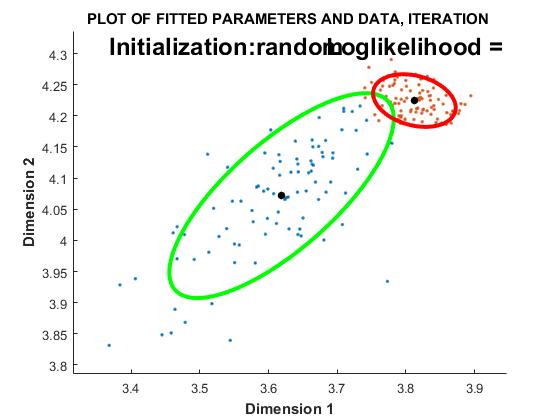 PLOT OF FITTED PARAMETERS AND DATA, ITERATION
Initialization:random Loglikelihood =
4.3
4.25
4.2
4.15
4.1
4.05
4
3.95
3.9
3.85
3.8
Dimension 2
3.4 3.5 3.6 3.7 3.8 3.9
Dimension 1